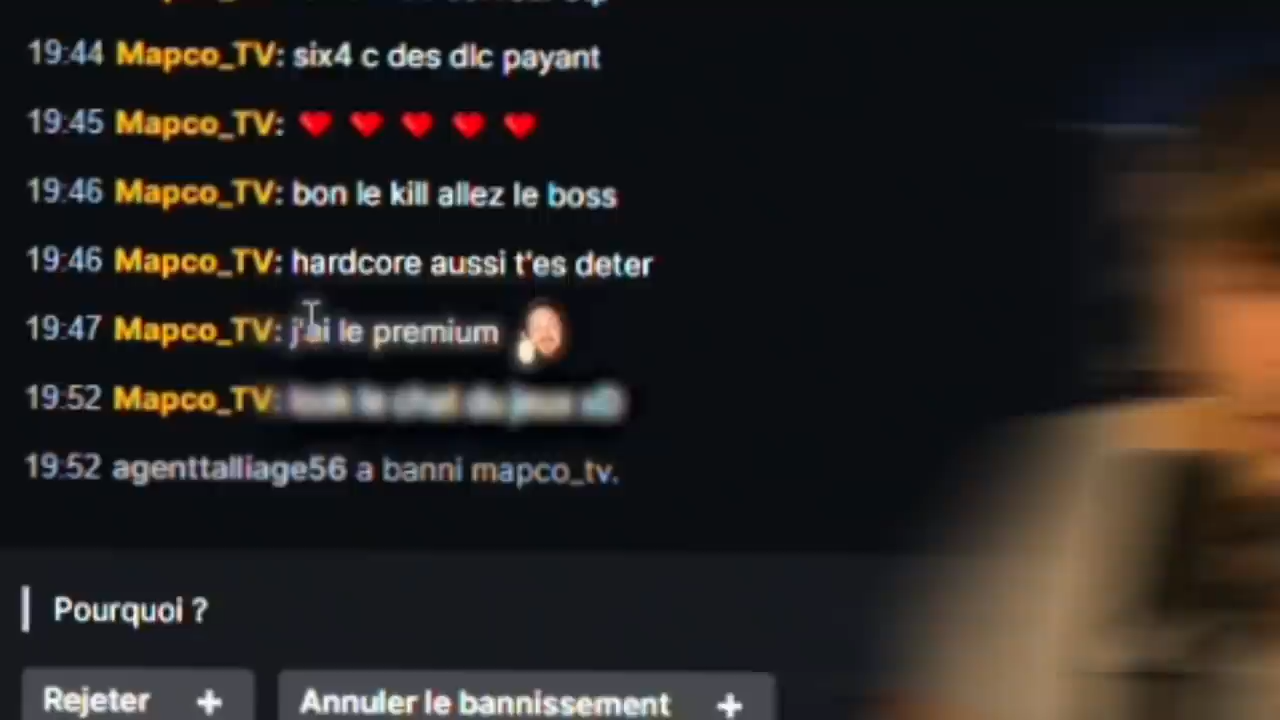 19:44 Mapco_TV: six4 c des dlc payant
19:45 Mapco_TV: ❤ ❤ ❤ ❤ ❤
19:46 Mapco_TV: bon le kill allez le boss
19:46 Mapco_TV: hardcore aussi t'es deter
19:47 Mapco_TV: j'ai le premium
19:52 Mapco_TV:
19:52 agenttalliage56 a banni mapco_tv.
Pourquoi ?
Rejeter +
Annuler le bannissement +